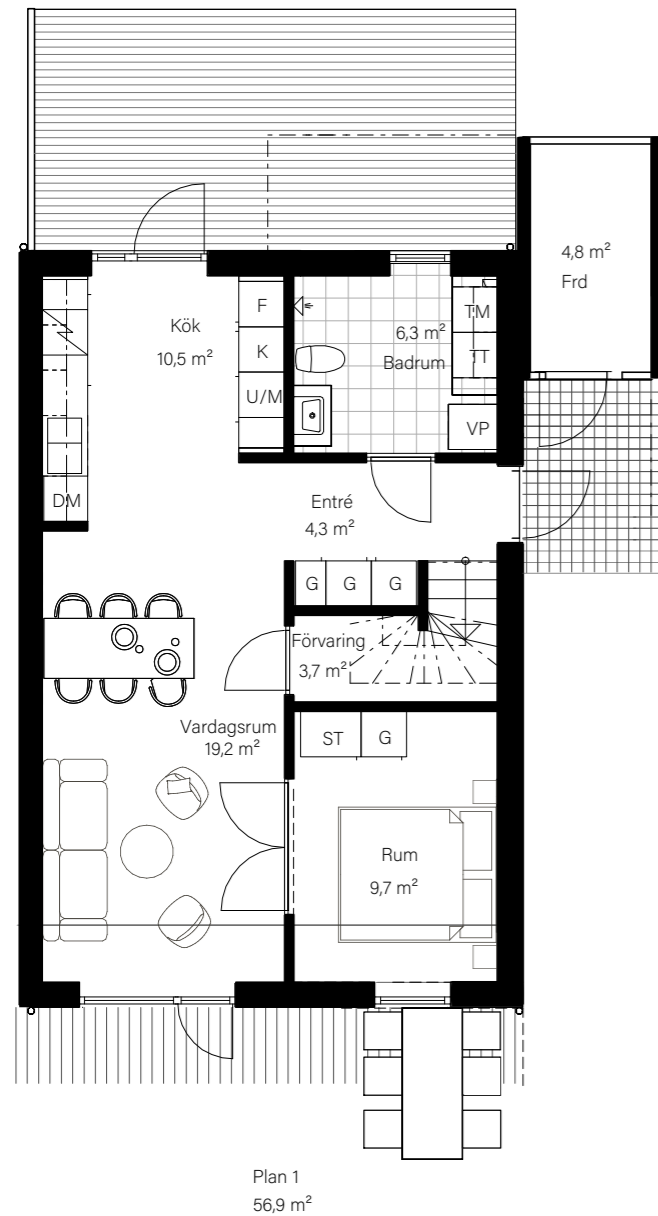 4,8 m²
Frd
Kök
10,5 m²
F
K
U/M
6,3 m²
Badrum
TM
TT
VP
DM
Entré
4,3 m²
G
G
G
Förvaring
3,7 m²
Vardagsrum
19,2 m²
ST
G
Rum
9,7 m²
Plan 1
56,9 m²